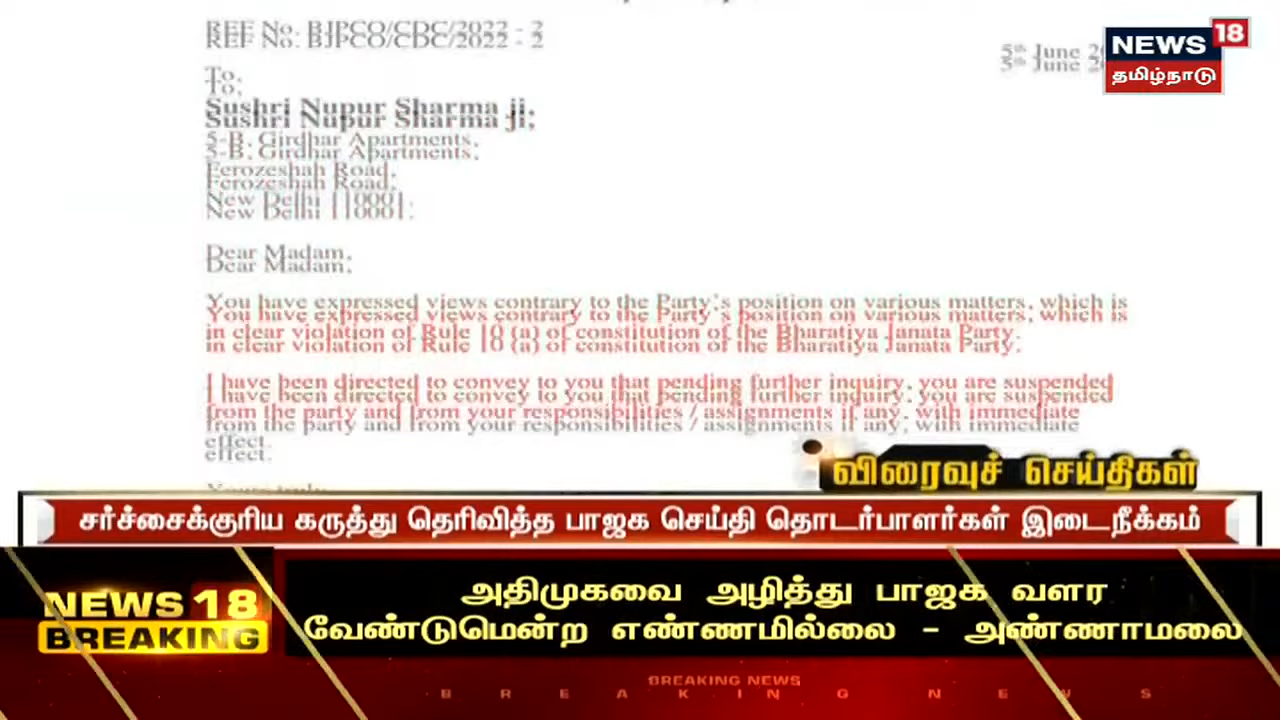 REF No. BJPCO/CDC/2022 - 2
5th June
To,
Sushri Nupur Sharma ji;
5-B, Girdhar Apartments,
Ferozeshah Road,
New Delhi 110001.
Dear Madam,
You have expressed views contrary to the Party's position on various matters, which is
in clear violation of Rule 10 (a) of constitution of the Bharatiya Janata Party.
I have been directed to convey to you that pending further inquiry, you are suspended
from the party and from your responsibilities / assignments if any, with immediate
effect.
NEWS 18
தமிழ்நாடு
விரைவுச் செய்திகள்
சர்ச்சைக்குரிய கருத்து தெரிவித்த பாஜக செய்தி தொடர்பாளர்கள் இடைநீக்கம்
NEWS 18
BREAKING
அதிமுகவை அழித்து பாஜக வளர
வேண்டுமென்ற எண்ணமில்லை - அண்ணாமலை
BREAKING NEWS
BREAKING NEWS